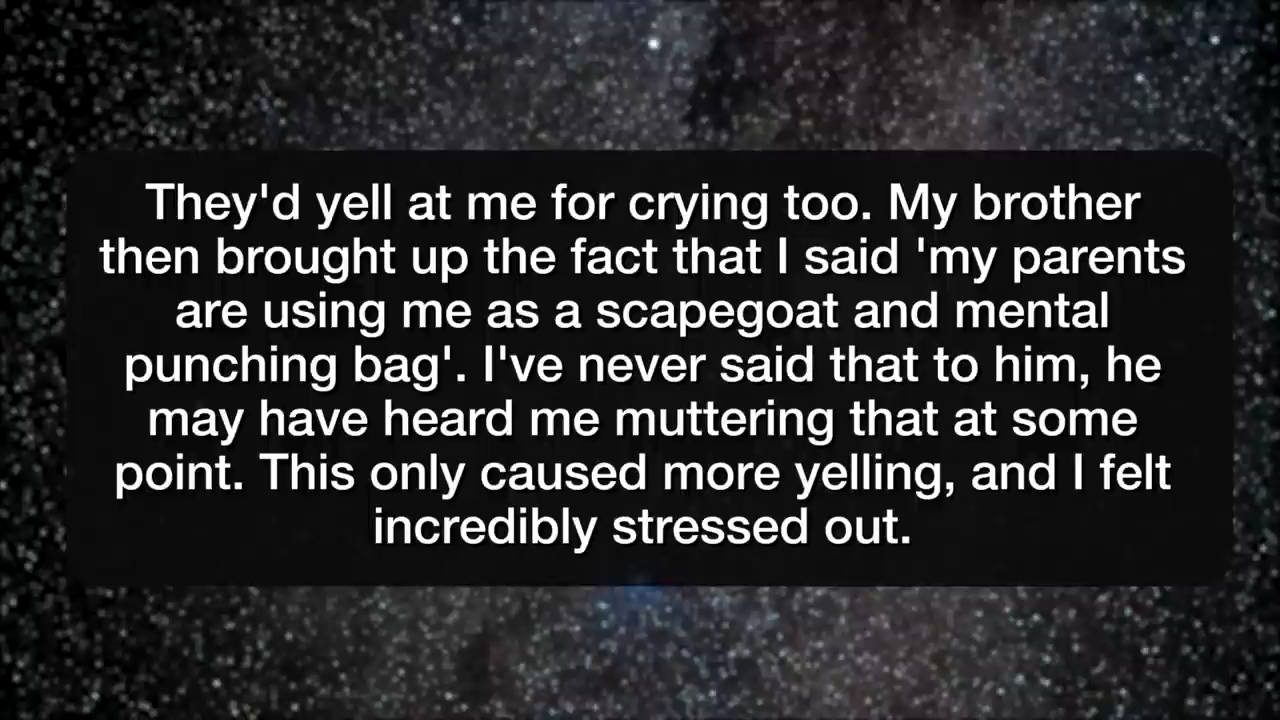 They'd yell at me for crying too. My brother
then brought up the fact that I said 'my parents
are using me as a scapegoat and mental
punching bag'. I've never said that to him, he
may have heard me muttering that at some
point. This only caused more yelling, and I felt
incredibly stressed out.